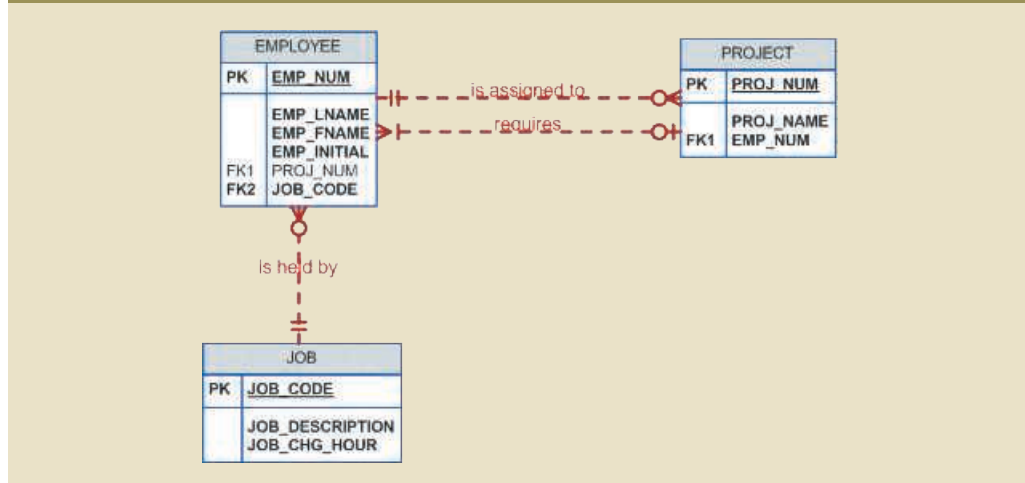 EMPLOYEE
PK EMP_NUM
EMP_LNAME
EMP_FNAME
EMP_INITIAL
FK1 PROJ_NUM
FK2 JOB_CODE
is assigned to
requires
PROJECT
PK PROJ_NUM
PROJ_NAME
FK1 EMP_NUM
is held by
JOB
PK JOB_CODE
JOB_DESCRIPTION
JOB_CHG_HOUR